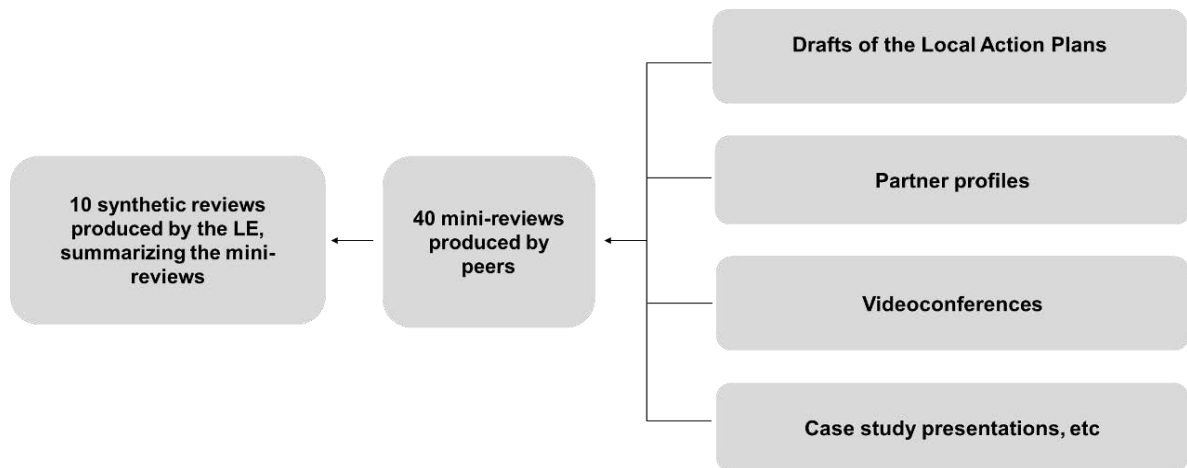 Drafts of the Local Action Plans
Partner profiles
10 synthetic reviews
produced by the LE,
summarizing the mini-
reviews
40 mini-reviews
produced by
peers
Videoconferences
Case study presentations, etc